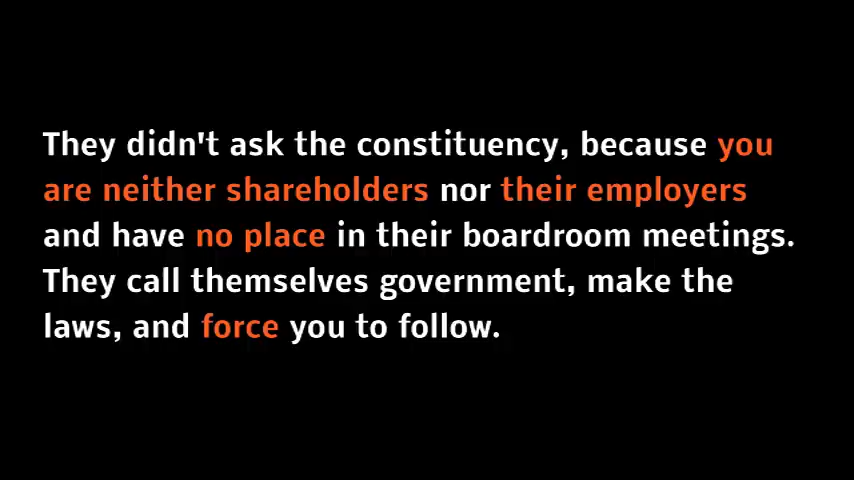 They didn't ask the constituency, because you
are neither shareholders nor their employers
and have no place in their boardroom meetings.
They call themselves government, make the
laws, and force you to follow.